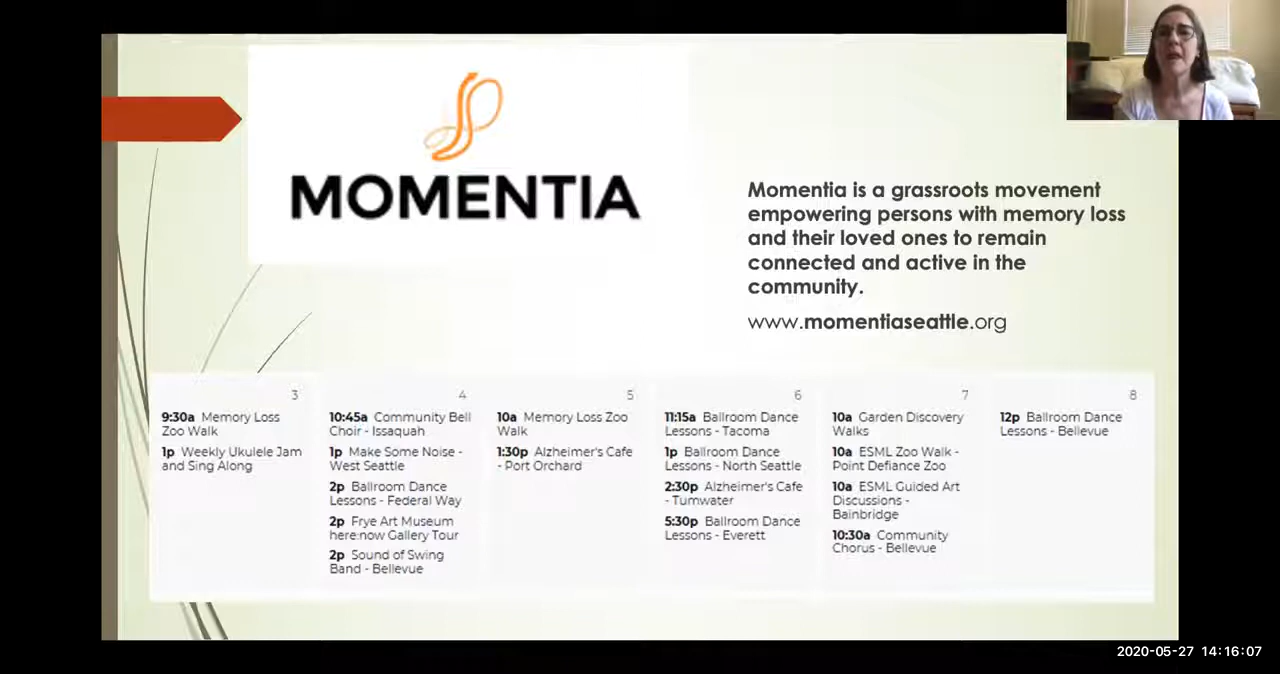 MOMENTIA
Momentia is a grassroots movement
empowering persons with memory loss
and their loved ones to remain
connected and active in the
community.
www.momentiaseattle.org
3
9:30a Memory Loss
Zoo Walk
1p Weekly Ukulele Jam
and Sing Along
4
10:45a Community Bell
Choir - Issaquah
1p Make Some Noise -
West Seattle
2p Ballroom Dance
Lessons - Federal Way
2p Frye Art Museum
here:now Gallery Tour
2p Sound of Swing
Band - Bellevue
5
10a Memory Loss Zoo
Walk
1:30p Alzheimer's Cafe
- Port Orchard
6
11:15a Ballroom Dance
Lessons - Tacoma
1p Ballroom Dance
Lessons - North Seattle
2:30p Alzheimer's Cafe
- Tumwater
5:30p Ballroom Dance
Lessons - Everett
7
10a Garden Discovery
Walks
10a ESML Zoo Walk -
Point Defiance Zoo
10a ESML Guided Art
Discussions -
Bainbridge
10:30a Community
Chorus - Bellevue
8
12p Ballroom Dance
Lessons - Bellevue
2020-05-27 14:16:07